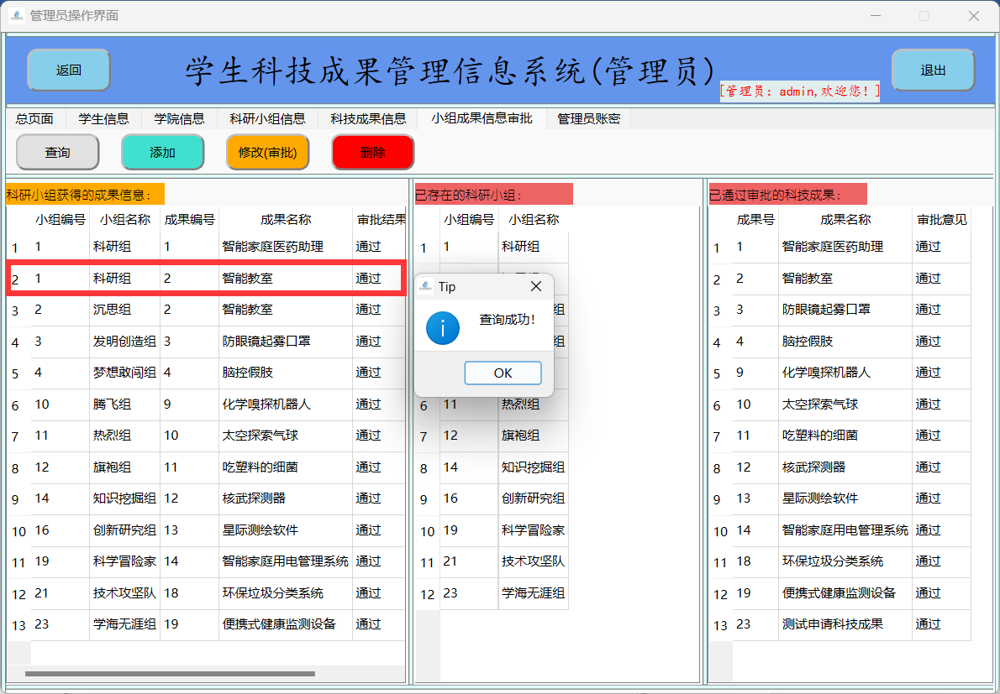 管理员操作界面
返回
学生科技成果管理信息系统(管理员)
[管理员: admin,欢迎您! ]
退出
总页面 学生信息 学院信息 科研小组信息 科技成果信息 小组成果信息审批 管理员账密
查询 添加 修改(审批) 删除
科研小组获得的成果信息:
小组编号 小组名称 成果编号 成果名称 审批结果
1 1 科研组 1 智能家庭医药助理 通过
2 1 科研组 2 智能教室 通过
3 2 沉思组 2 智能教室 通过
4 3 发明创造组 3 防眼镜起雾口罩 通过
5 4 梦想敢闯组 4 脑控假肢 通过
6 10 腾飞组 9 化学嗅探机器人 通过
7 11 热烈组 10 太空探索气球 通过
8 12 旗袍组 11 吃塑料的细菌 通过
9 14 知识挖掘组 12 核武探测器 通过
10 16 创新研究组 13 星际测绘软件 通过
11 19 科学冒险家 14 智能家庭用电管理系统 通过
12 21 技术攻坚队 18 环保垃圾分类系统 通过
13 23 学海无涯组 19 便携式健康监测设备 通过
已存在的科研小组:
小组编号 小组名称
1 1 科研组
组
组
6 11 热烈组
7 12 旗袍组
8 14 知识挖掘组
9 16 创新研究组
10 19 科学冒险家
11 21 技术攻坚队
12 23 学海无涯组
Tip
查询成功!
OK
已通过审批的科技成果:
成果号 成果名称 审批意见
1 1 智能家庭医药助理 通过
2 2 智能教室 通过
3 3 防眼镜起雾口罩 通过
4 4 脑控假肢 通过
5 9 化学嗅探机器人 通过
6 10 太空探索气球 通过
7 11 吃塑料的细菌 通过
8 12 核武探测器 通过
9 13 星际测绘软件 通过
10 14 智能家庭用电管理系统 通过
11 18 环保垃圾分类系统 通过
12 19 便携式健康监测设备 通过
13 23 测试申请科技成果 通过